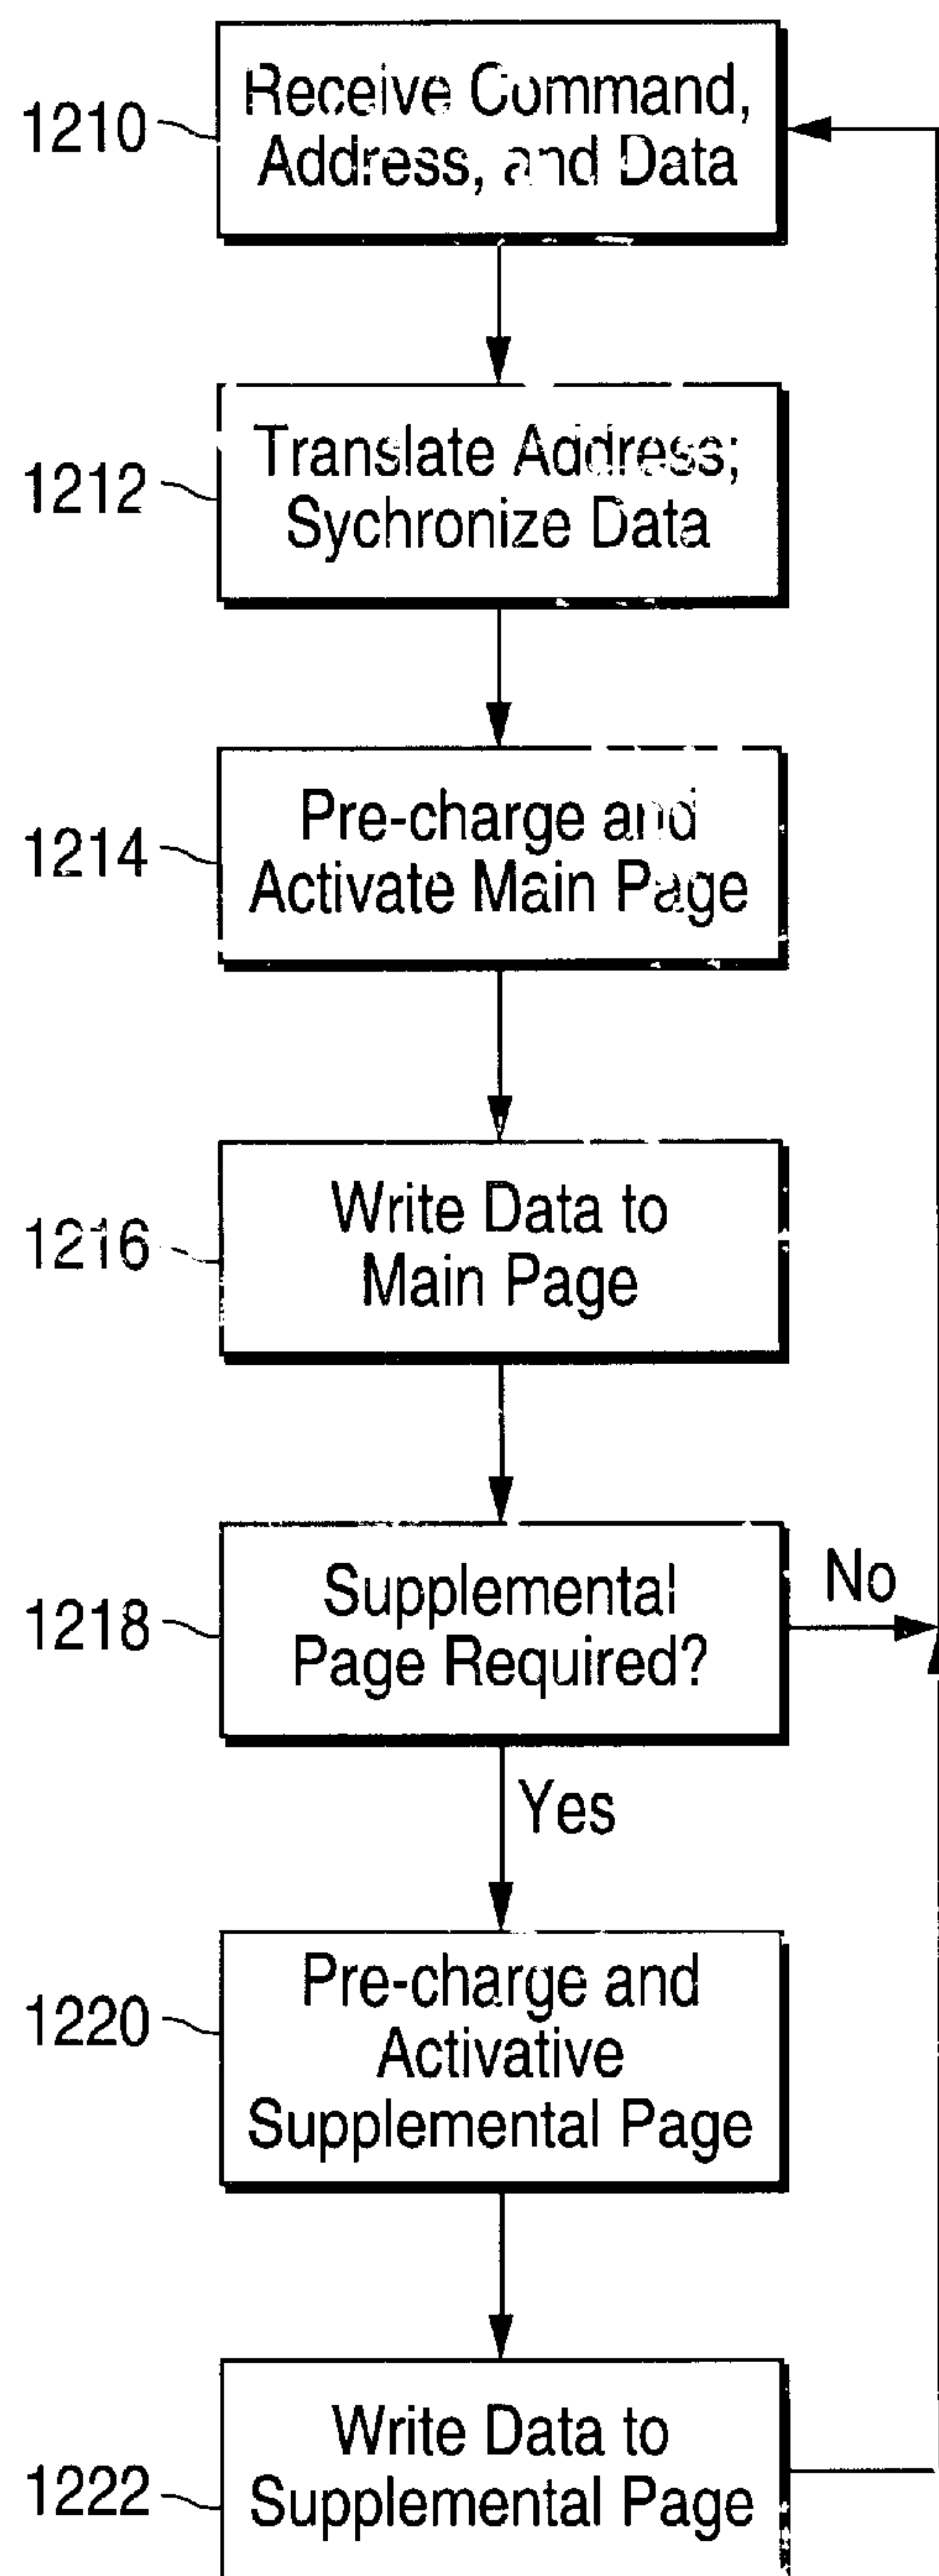 1210
Receive Command,
Address, and Data
1212
Translate Address;
Sychronize Data
1214
Pre-charge and
Activate Main Page
1216
Write Data to
Main Page
1218
Supplemental
Page Required?
No
Yes
1220
Pre-charge and
Activative
Supplemental Page
1222
Write Data to
Supplemental Page